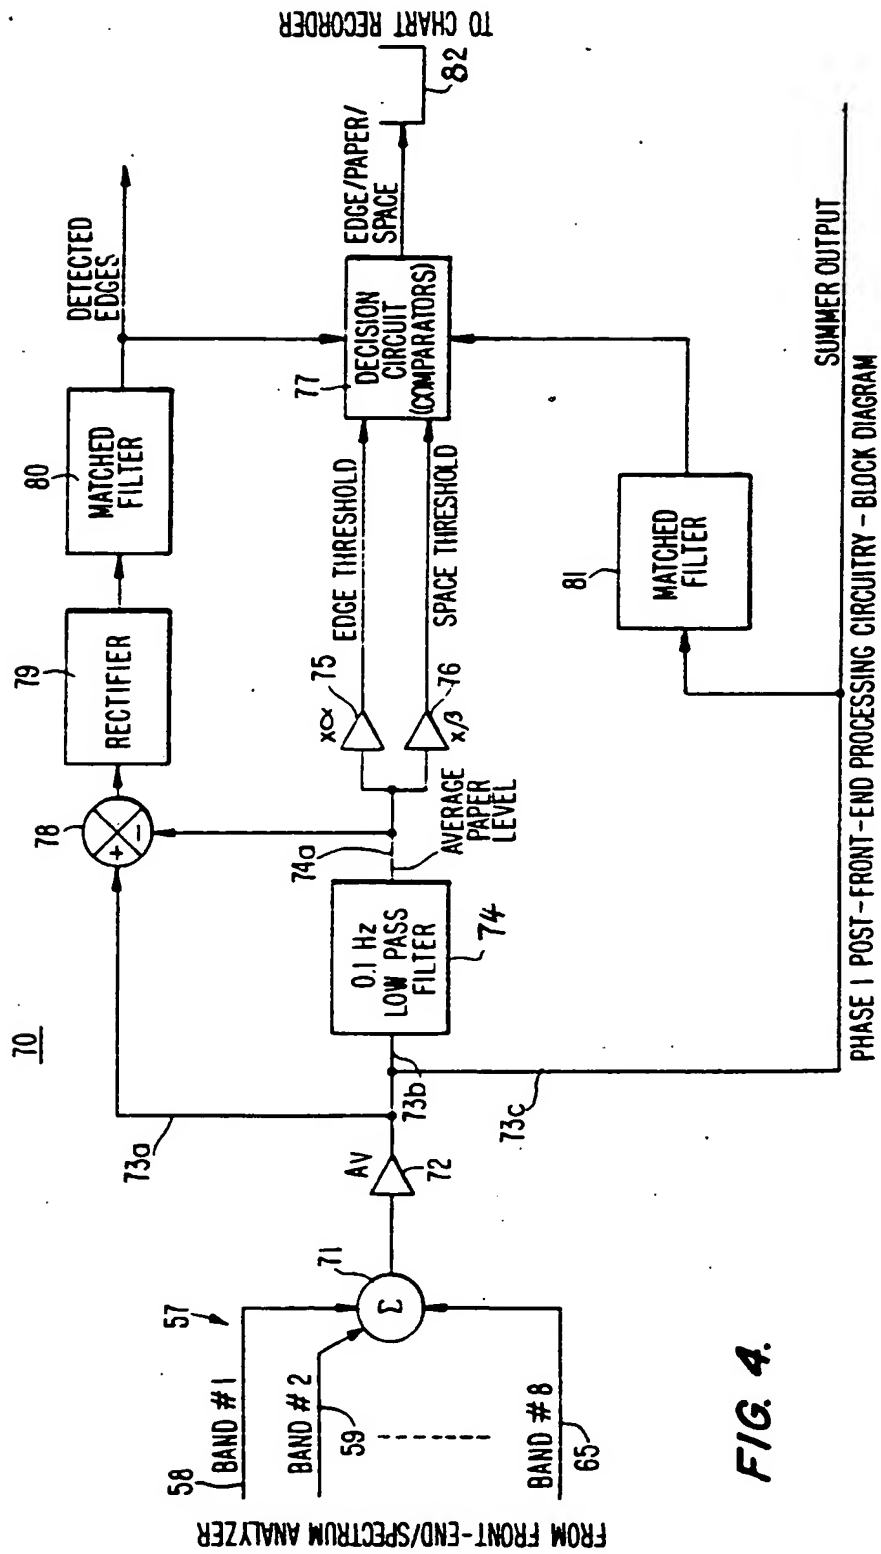 70
FROM FRONT-END/SPECTRUM ANALYZER
58
BAND #1
57
BAND #2
59
BAND #8
65
71
Σ
AV
72
73a
73b
73c
0.1 Hz
LOW PASS
FILTER
74
74a
AVERAGE
PAPER
LEVEL
78
+
−
79
RECTIFIER
80
MATCHED
FILTER
DETECTED
EDGES
xα
75
EDGE THRESHOLD
xβ
76
SPACE THRESHOLD
77
DECISION
CIRCUIT
(COMPARATORS)
EDGE/PAPER/
SPACE
82
TO CHART RECORDER
81
MATCHED
FILTER
SUMMER OUTPUT
PHASE I POST-FRONT-END PROCESSING CIRCUITRY-BLOCK DIAGRAM
FIG. 4.